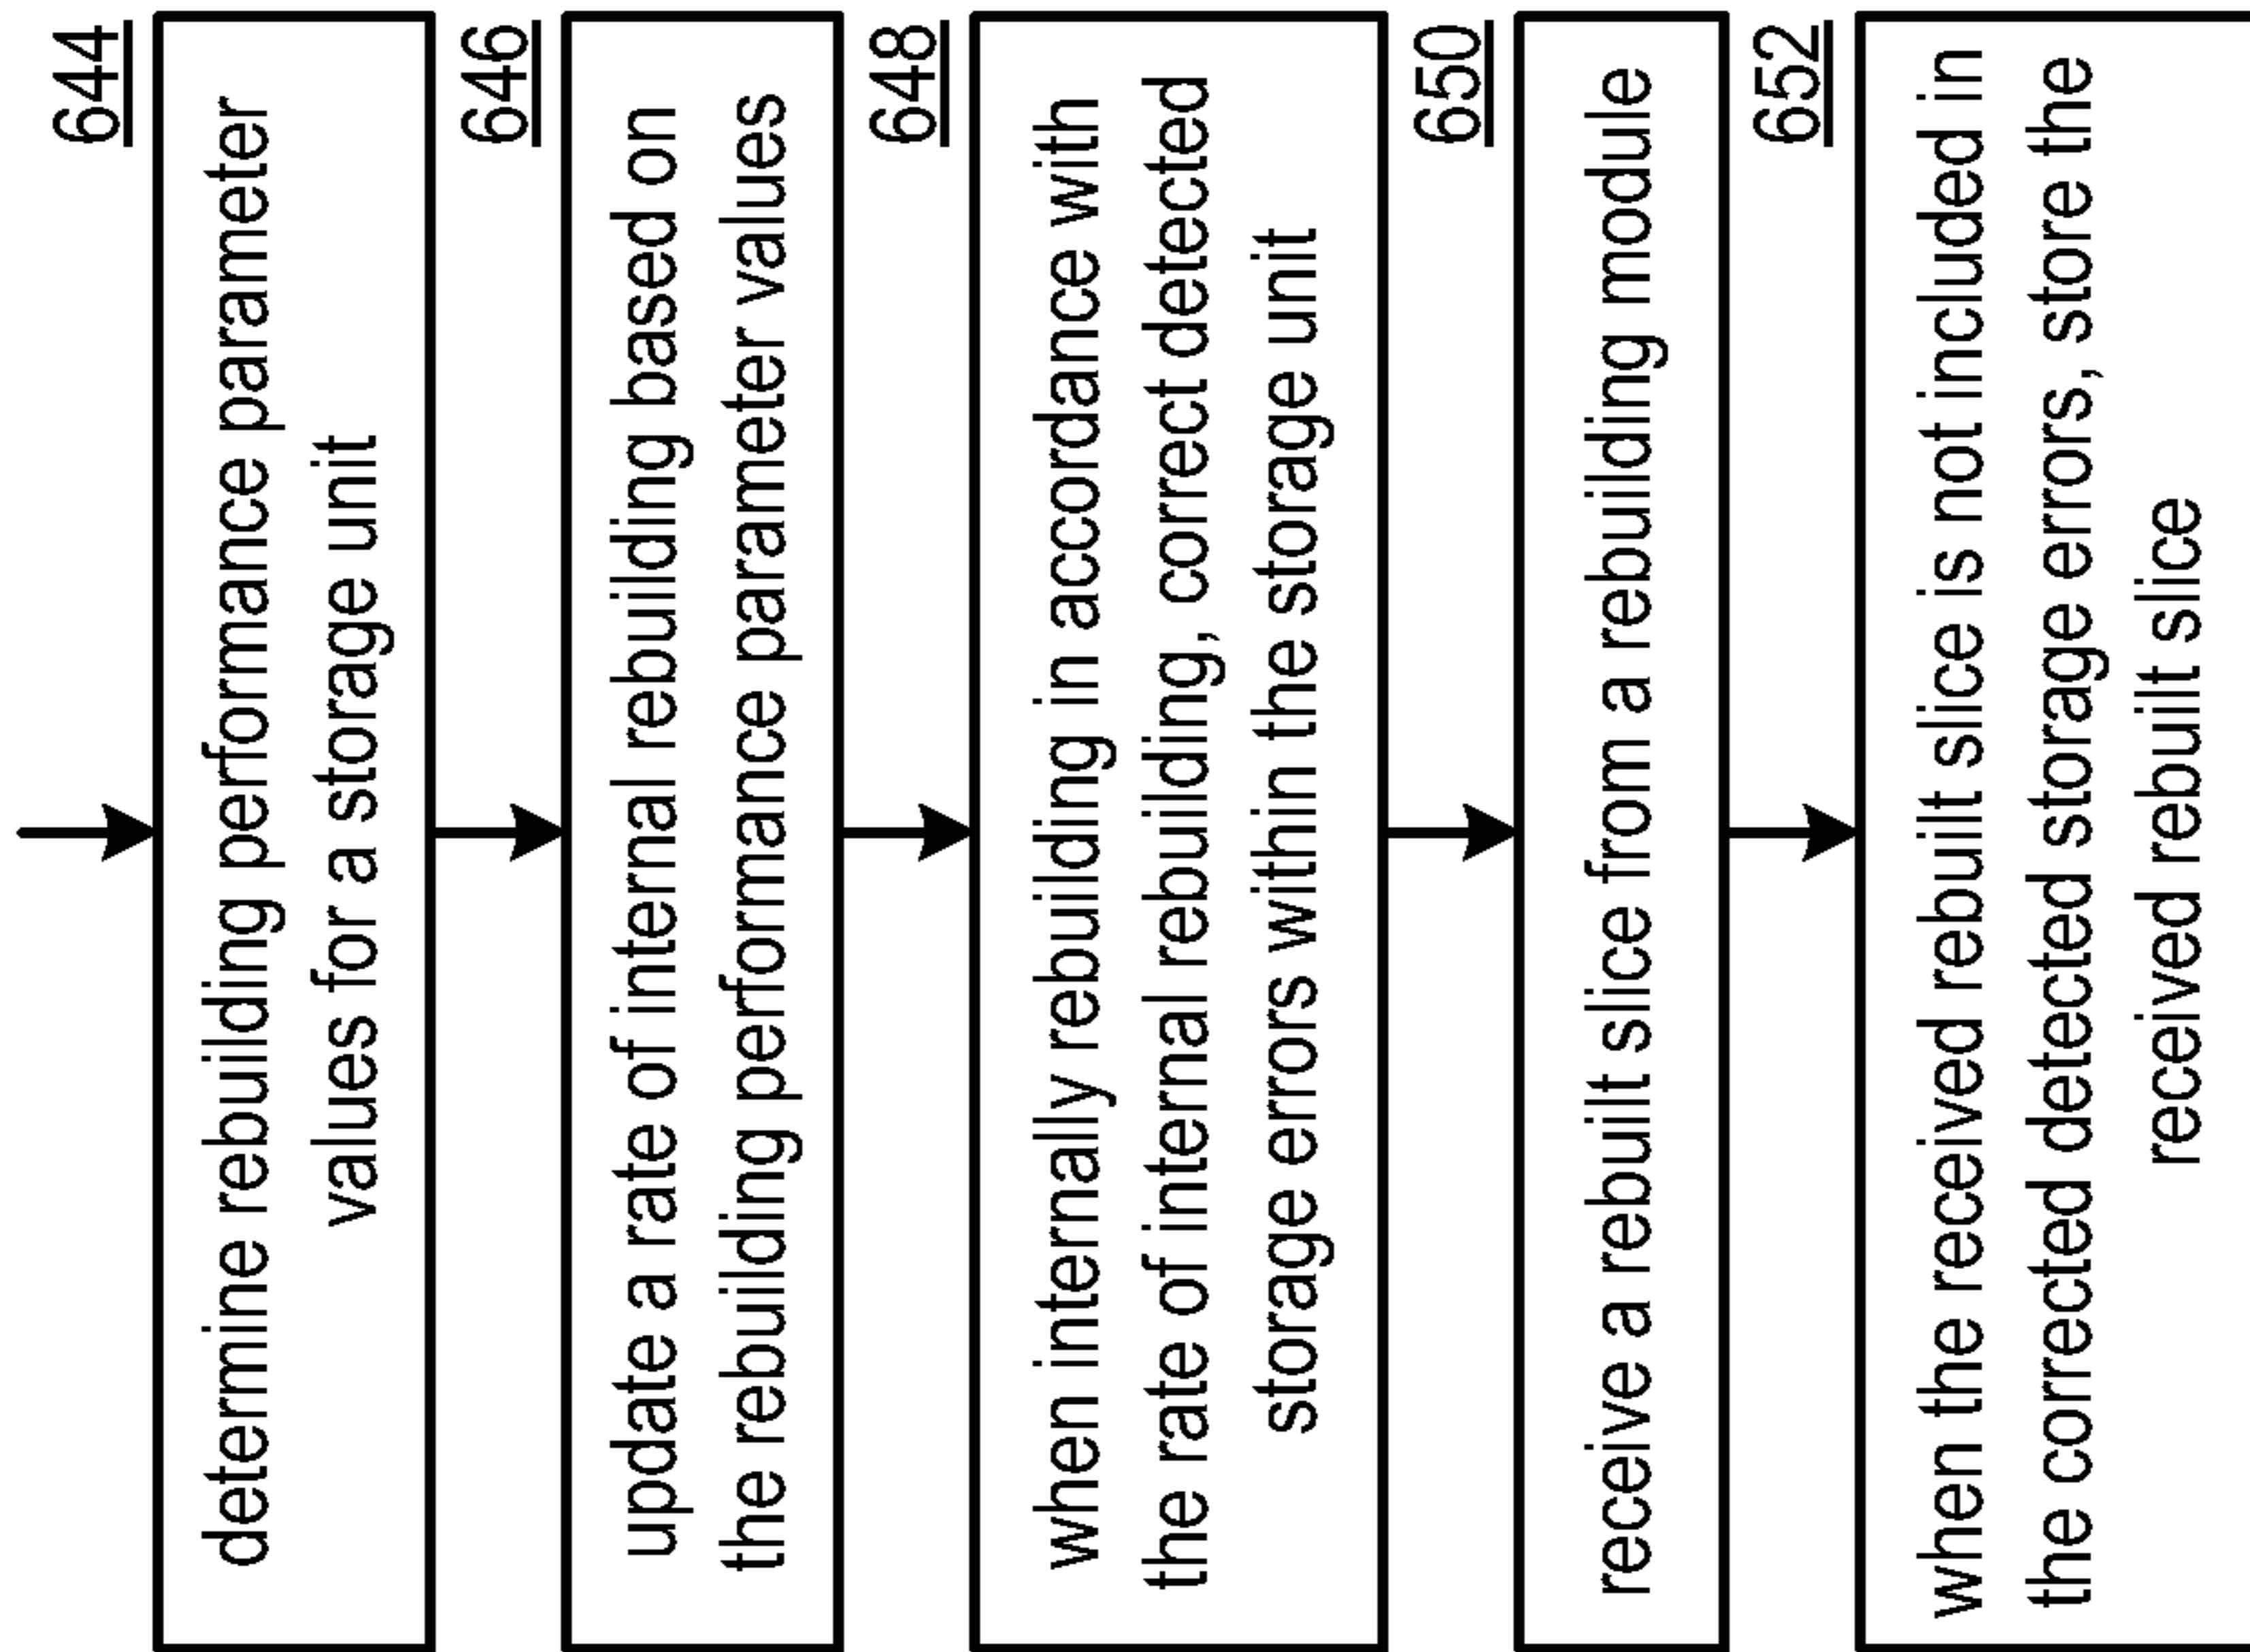 644
determine rebuilding performance parameter
values for a storage unit
646
update a rate of internal rebuilding based on
the rebuilding performance parameter values
648
when internally rebuilding in accordance with
the rate of internal rebuilding, correct detected
storage errors within the storage unit
650
receive a rebuilt slice from a rebuilding module
652
when the received rebuilt slice is not included in
the corrected detected storage errors, store the
received rebuilt slice